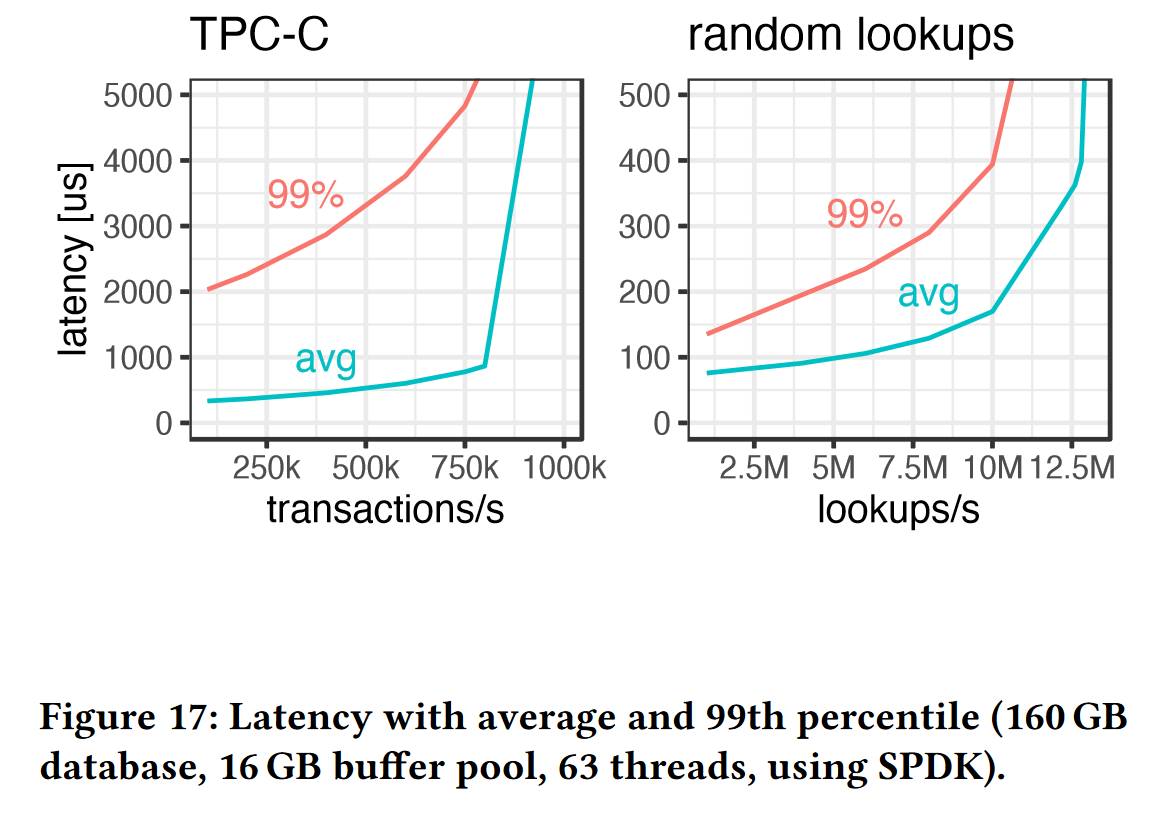 TPC-C
random lookups
latency [us]
5000
4000
3000
2000
1000
0
99%
avg
250k 500k 750k 1000k
transactions/s
500
400
300
200
100
0
99%
avg
2.5M 5M 7.5M 10M 12.5M
lookups/s
Figure 17: Latency with average and 99th percentile (160 GB
database, 16 GB buffer pool, 63 threads, using SPDK).